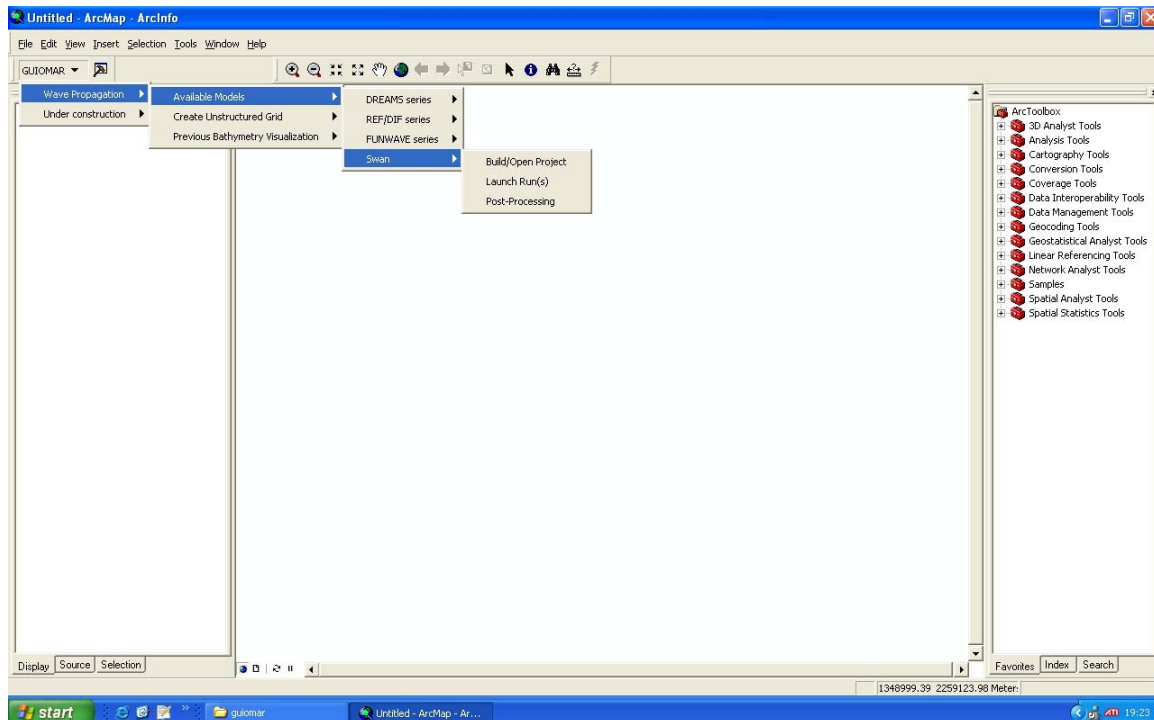 Untitled - ArcMap - ArcInfo
File Edit View Insert Selection Tools Window Help
GUIOMAR
Wave Propagation
Under construction
Available Models
Create Unstructured Grid
Previous Bathymetry Visualization
DREAMS series
REF/DIF series
FUNWAVE series
Swan
Build/Open Project
Launch Run(s)
Post-Processing
ArcToolbox
3D Analyst Tools
Analysis Tools
Cartography Tools
Conversion Tools
Coverage Tools
Data Interoperability Tools
Data Management Tools
Geocoding Tools
Geostatistical Analyst Tools
Linear Referencing Tools
Network Analyst Tools
Samples
Spatial Analyst Tools
Spatial Statistics Tools
Display Source Selection
Favorites Index Search
1348999.39 2259123.98 Meter:
start guiomar Untitled - ArcMap - Ar... ATI 19:23